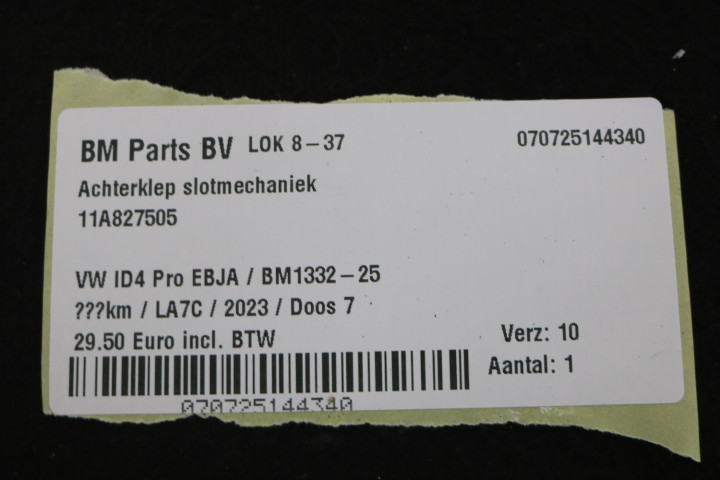 BM Parts BV LOK 8-37 070725144340
Achterklep slotmechaniek
11A827505
VW ID4 Pro EBJA / BM1332-25
???km / LA7C / 2023 / Doos 7
29.50 Euro incl. BTW
Verz: 10
Aantal: 1
070725144340